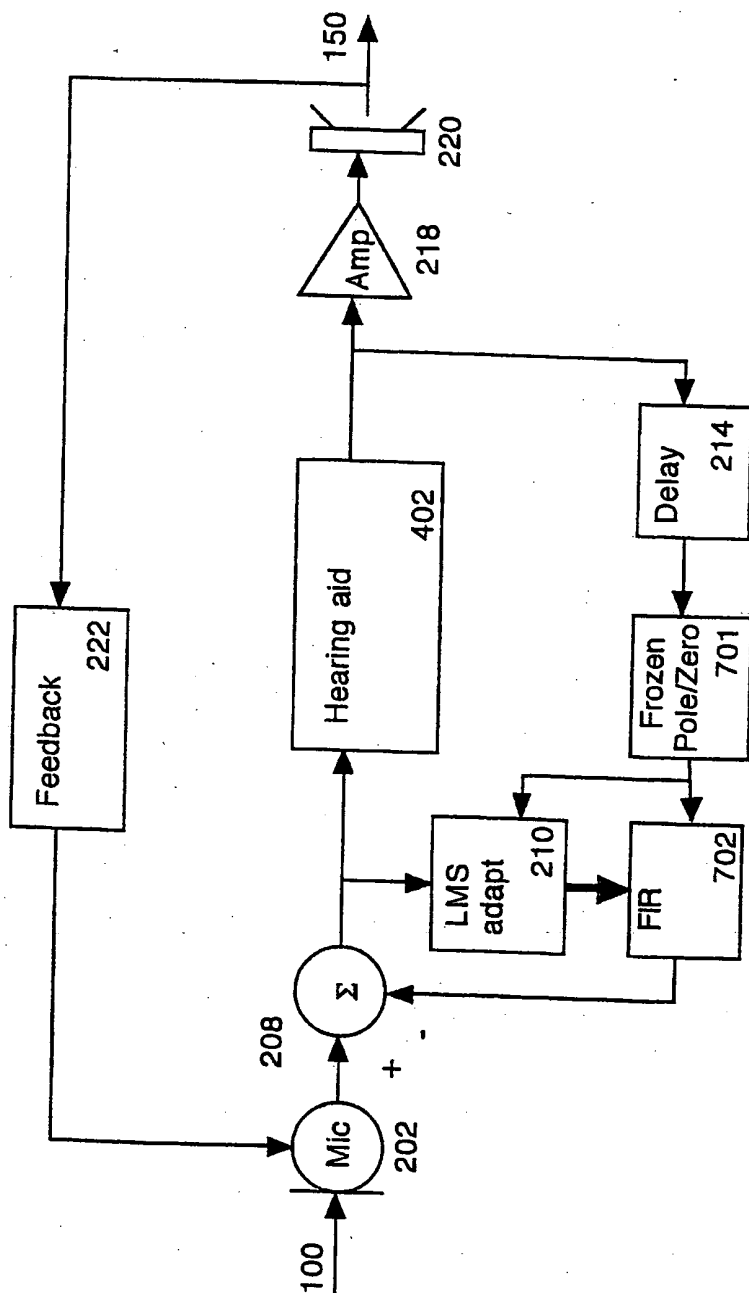 Feedback
222
150
100
Mic
202
208
Σ
+
-
Hearing aid
402
Amp
218
220
LMS
adapt
210
FIR
702
Frozen
Pole/Zero
701
Delay
214